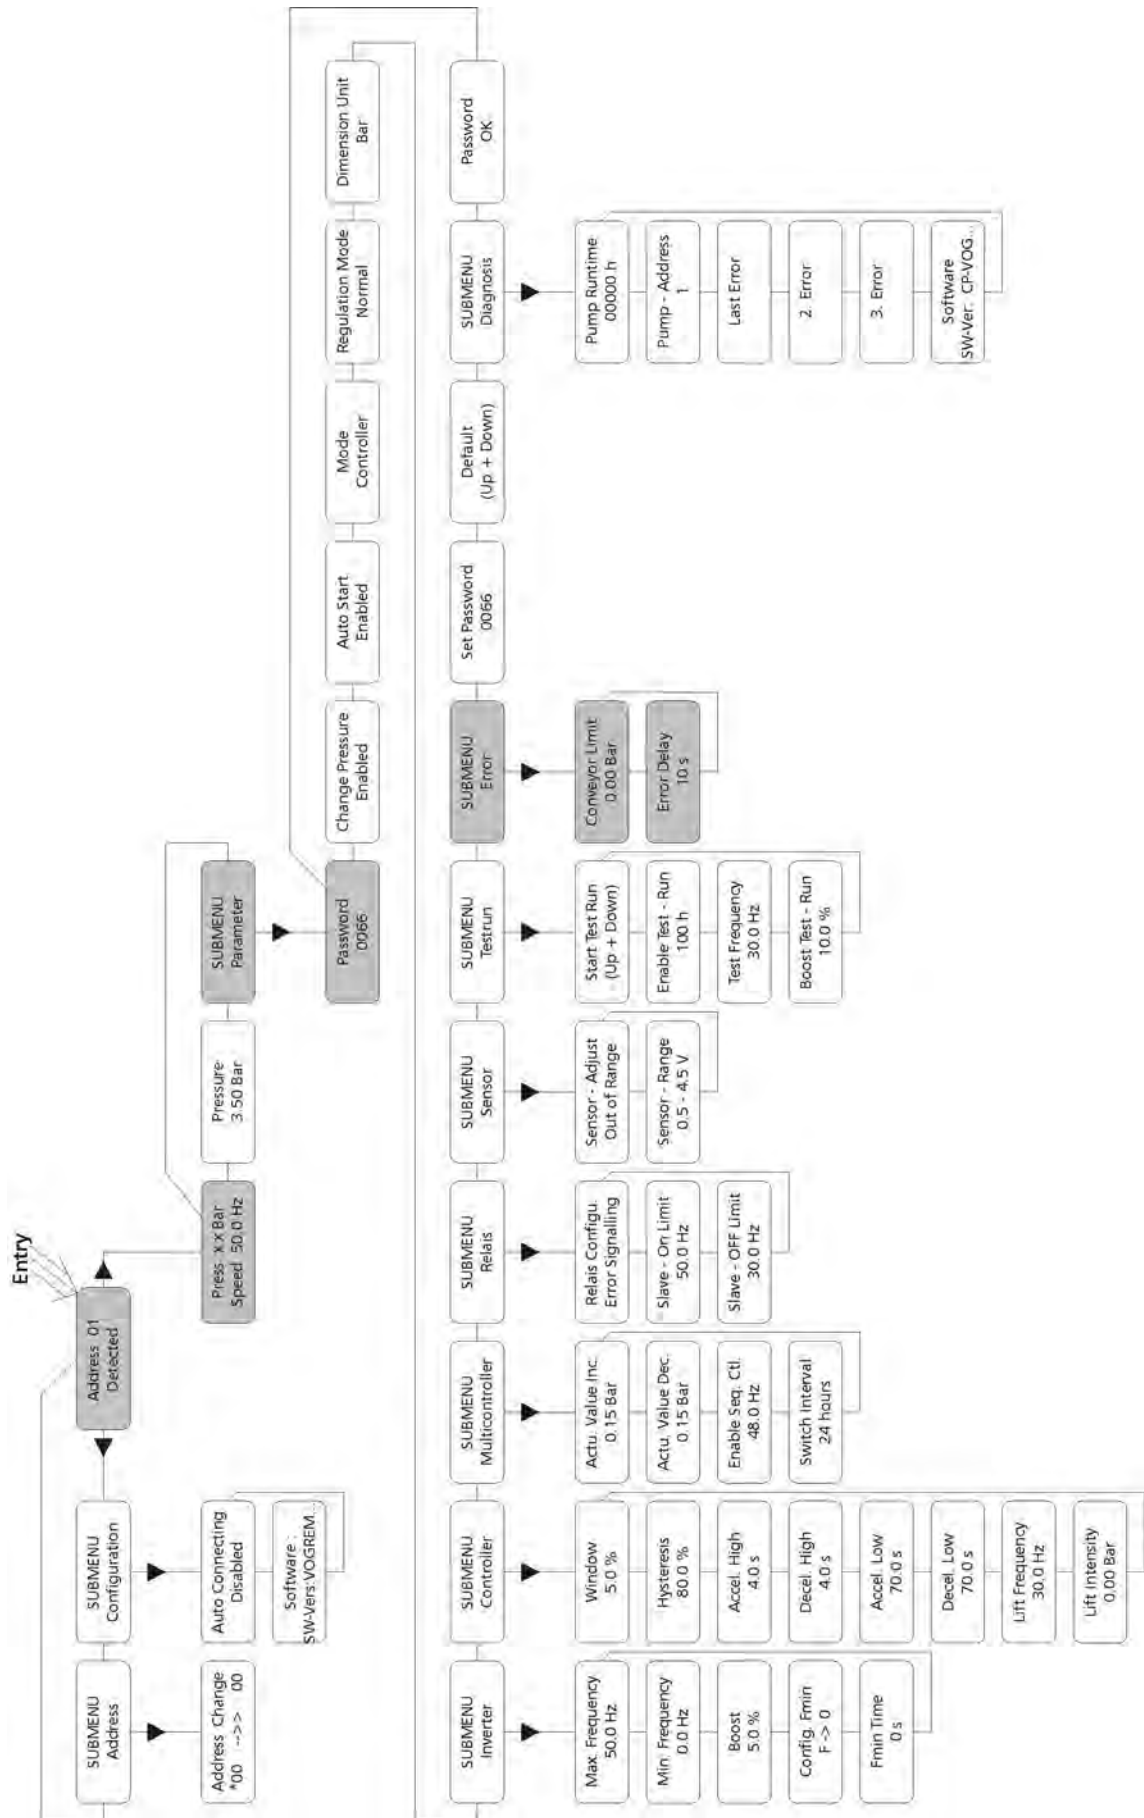 Entry
SUBMENU
Address
SUBMENU
Configuration
Address 01
Detected
Address Change
*00 -->> 00
Auto Connecting
Disabled
Software :
SW-Vers:VOGREM...
Press x.x Bar
Speed 50.0 Hz
Pressure
3.50 Bar
SUBMENU
Parameter
Password
0066
Change Pressure
Enabled
Auto Start
Enabled
Mode
Controller
Regulation Mode
Normal
Dimension Unit
Bar
SUBMENU
Inverter
SUBMENU
Controller
SUBMENU
Multicontroller
SUBMENU
Relais
SUBMENU
Sensor
SUBMENU
Testrun
SUBMENU
Error
Set Password
0066
Default
(Up + Down)
SUBMENU
Diagnosis
Password
OK
Max. Frequency
50.0 Hz
Min. Frequency
0.0 Hz
Boost
5.0 %
Config. Fmin
F -> 0
Fmin Time
0 s
Window
5.0 %
Hysteresis
80.0 %
Accel. High
4.0 s
Decel. High
4.0 s
Accel. Low
70.0 s
Decel. Low
70.0 s
Lift Frequency
30.0 Hz
Lift Intensity
0.00 Bar
Actu. Value Inc.
0.15 Bar
Actu. Value Dec.
0.15 Bar
Enable Seq. Ctl.
48.0 Hz
Switch Interval
24 hours
Relais Configu.
Error Signalling
Slave - On Limit
50.0 Hz
Slave - OFF Limit
30.0 Hz
Sensor - Adjust
Out of Range
Sensor - Range
0.5 - 4.5 V
Start Test Run
(Up + Down)
Enable Test - Run
100 h
Test Frequency
30.0 Hz
Boost Test - Run
10.0 %
Conveyor Limit
0.00 Bar
Error Delay
10 s
Pump Runtime
00000 h
Pump - Address
1
Last Error
2. Error
3. Error
Software
SW-Ver. CP-VOG...